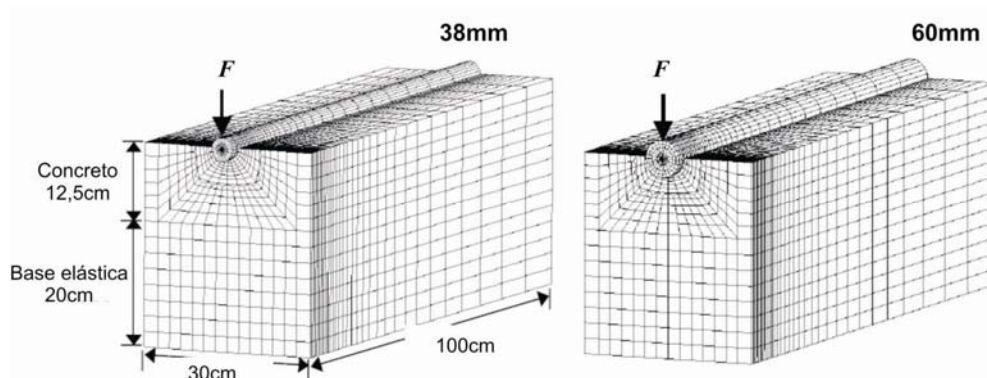 38mm
60mm
F
F
Concreto
12,5cm
Base elástica
20cm
100cm
30cm